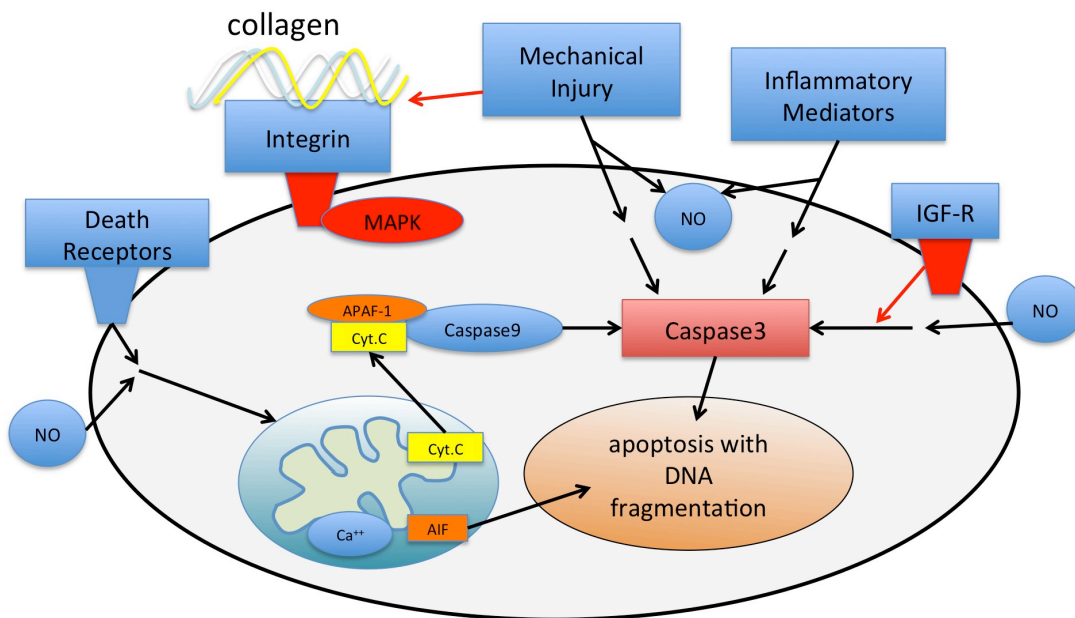 collagen
Mechanical
Injury
Inflammatory
Mediators
Integrin
MAPK
NO
IGF-R
Death
Receptors
NO
APAF-1
Cyt.C
Caspase9
Caspase3
NO
Cyt.C
AIF
Ca⁺⁺
apoptosis with
DNA
fragmentation